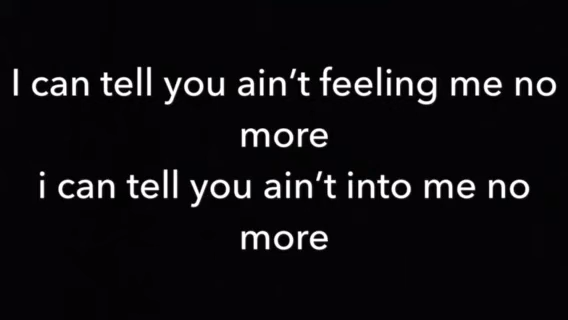 I can tell you ain’t feeling me no
more
i can tell you ain’t into me no
more